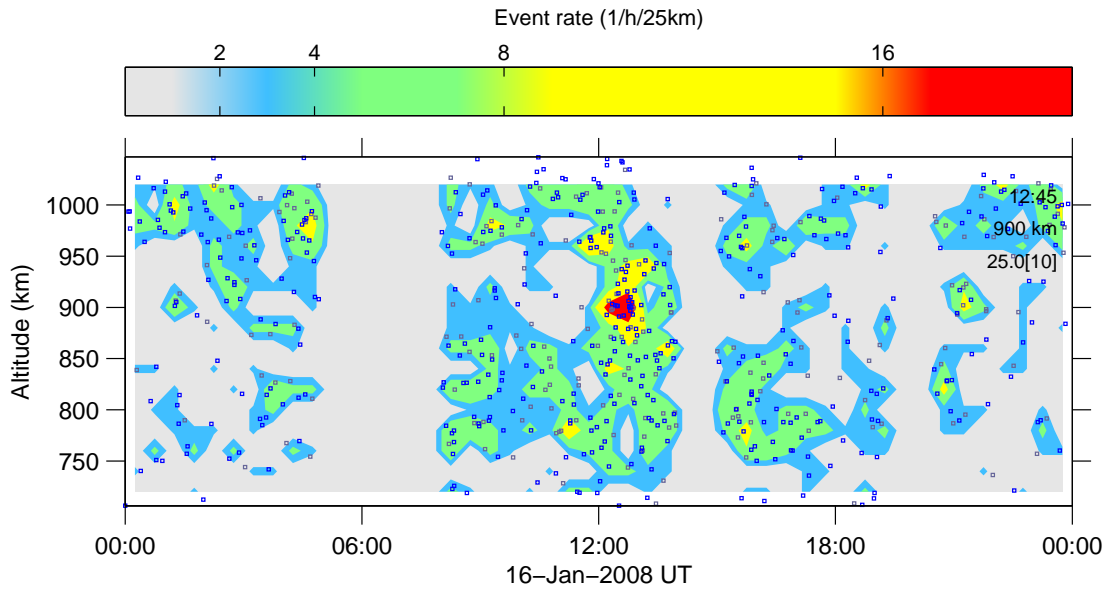 Event rate (1/h/25km)
2 4 8 16
12:45
900 km
25.0[10]
1000
950
900
850
800
750
Altitude (km)
00:00 06:00 12:00 18:00 00:00
16−Jan−2008 UT